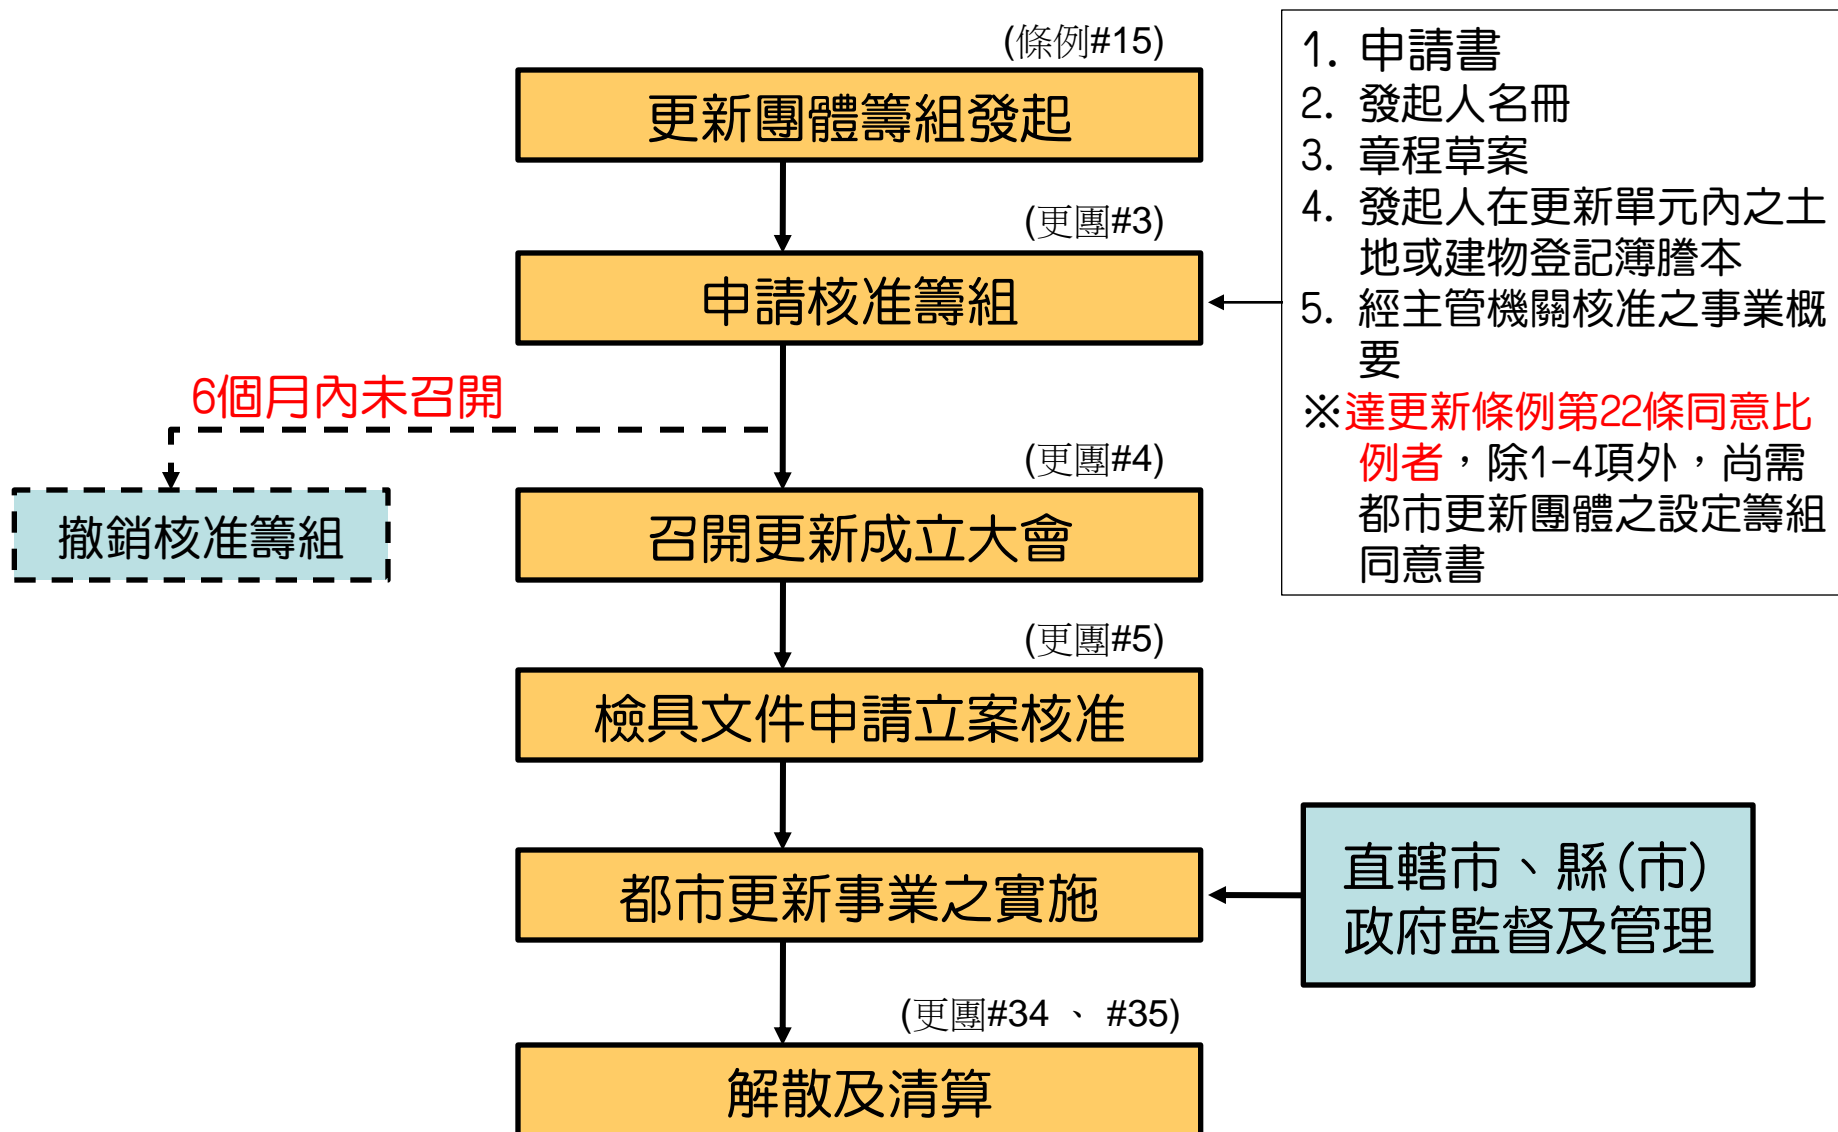 (條例#15)
更新團體籌組發起
(更團#3)
申請核准籌組
1. 申請書
2. 發起人名冊
3. 章程草案
4. 發起人在更新單元內之土
地或建物登記簿謄本
5. 經主管機關核准之事業概
要
※達更新條例第22條同意比
例者，除1-4項外，尚需
都市更新團體之設定籌組
同意書
6個月內未召開
撤銷核准籌組
(更團#4)
召開更新成立大會
(更團#5)
檢具文件申請立案核准
都市更新事業之實施
直轄市、縣(市)
政府監督及管理
(更團#34 、 #35)
解散及清算